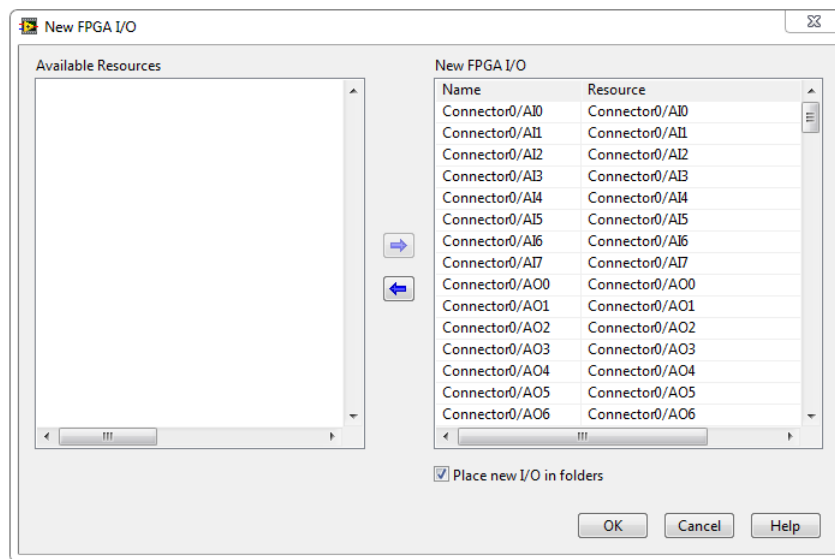 New FPGA I/O
Available Resources
New FPGA I/O
Name Resource
Connector0/AI0 Connector0/AI0
Connector0/AI1 Connector0/AI1
Connector0/AI2 Connector0/AI2
Connector0/AI3 Connector0/AI3
Connector0/AI4 Connector0/AI4
Connector0/AI5 Connector0/AI5
Connector0/AI6 Connector0/AI6
Connector0/AI7 Connector0/AI7
Connector0/AO0 Connector0/AO0
Connector0/AO1 Connector0/AO1
Connector0/AO2 Connector0/AO2
Connector0/AO3 Connector0/AO3
Connector0/AO4 Connector0/AO4
Connector0/AO5 Connector0/AO5
Connector0/AO6 Connector0/AO6
Place new I/O in folders
OK Cancel Help